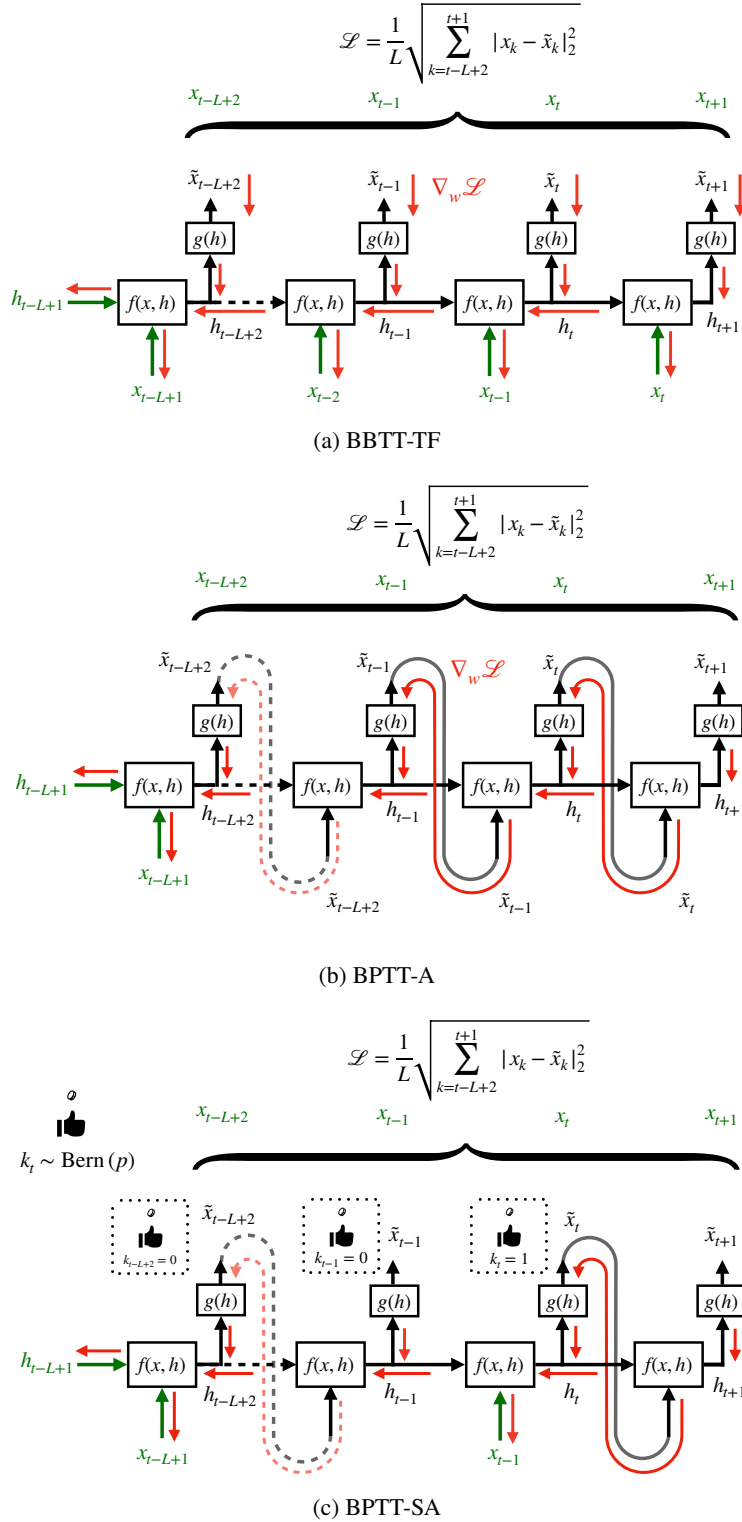 ℒ = 1/L √( ∑_{k=t−L+2}^{t+1} |x_k − x̃_k|_2^2 )
x_{t−L+2} x_{t−1} x_t x_{t+1}
x̃_{t−L+2} x̃_{t−1} ∇_w ℒ x̃_t x̃_{t+1}
g(h) g(h) g(h) g(h)
h_{t−L+1} f(x, h) f(x, h) f(x, h) f(x, h)
h_{t−L+2} h_{t−1} h_t h_{t+1}
x_{t−L+1} x_{t−2} x_{t−1} x_t
(a) BBTT-TF
ℒ = 1/L √( ∑_{k=t−L+2}^{t+1} |x_k − x̃_k|_2^2 )
x_{t−L+2} x_{t−1} x_t x_{t+1}
x̃_{t−L+2} x̃_{t−1} ∇_w ℒ x̃_t x̃_{t+1}
g(h) g(h) g(h) g(h)
h_{t−L+1} f(x, h) f(x, h) f(x, h) f(x, h)
h_{t−L+2} h_{t−1} h_t h_{t+
x_{t−L+1} x̃_{t−L+2} x̃_{t−1} x̃_t
(b) BPTT-A
ℒ = 1/L √( ∑_{k=t−L+2}^{t+1} |x_k − x̃_k|_2^2 )
x_{t−L+2} x_{t−1} x_t x_{t+1}
k_t ∼ Bern (p)
x̃_{t−L+2} x̃_{t−1} x̃_t x̃_{t+1}
k_{t−L+2} = 0 k_{t−1} = 0 k_t = 1
g(h) g(h) g(h) g(h)
h_{t−L+1} f(x, h) f(x, h) f(x, h) f(x, h)
h_{t−L+2} h_{t−1} h_t h_{t+1}
x_{t−L+1} x_{t−1}
(c) BPTT-SA